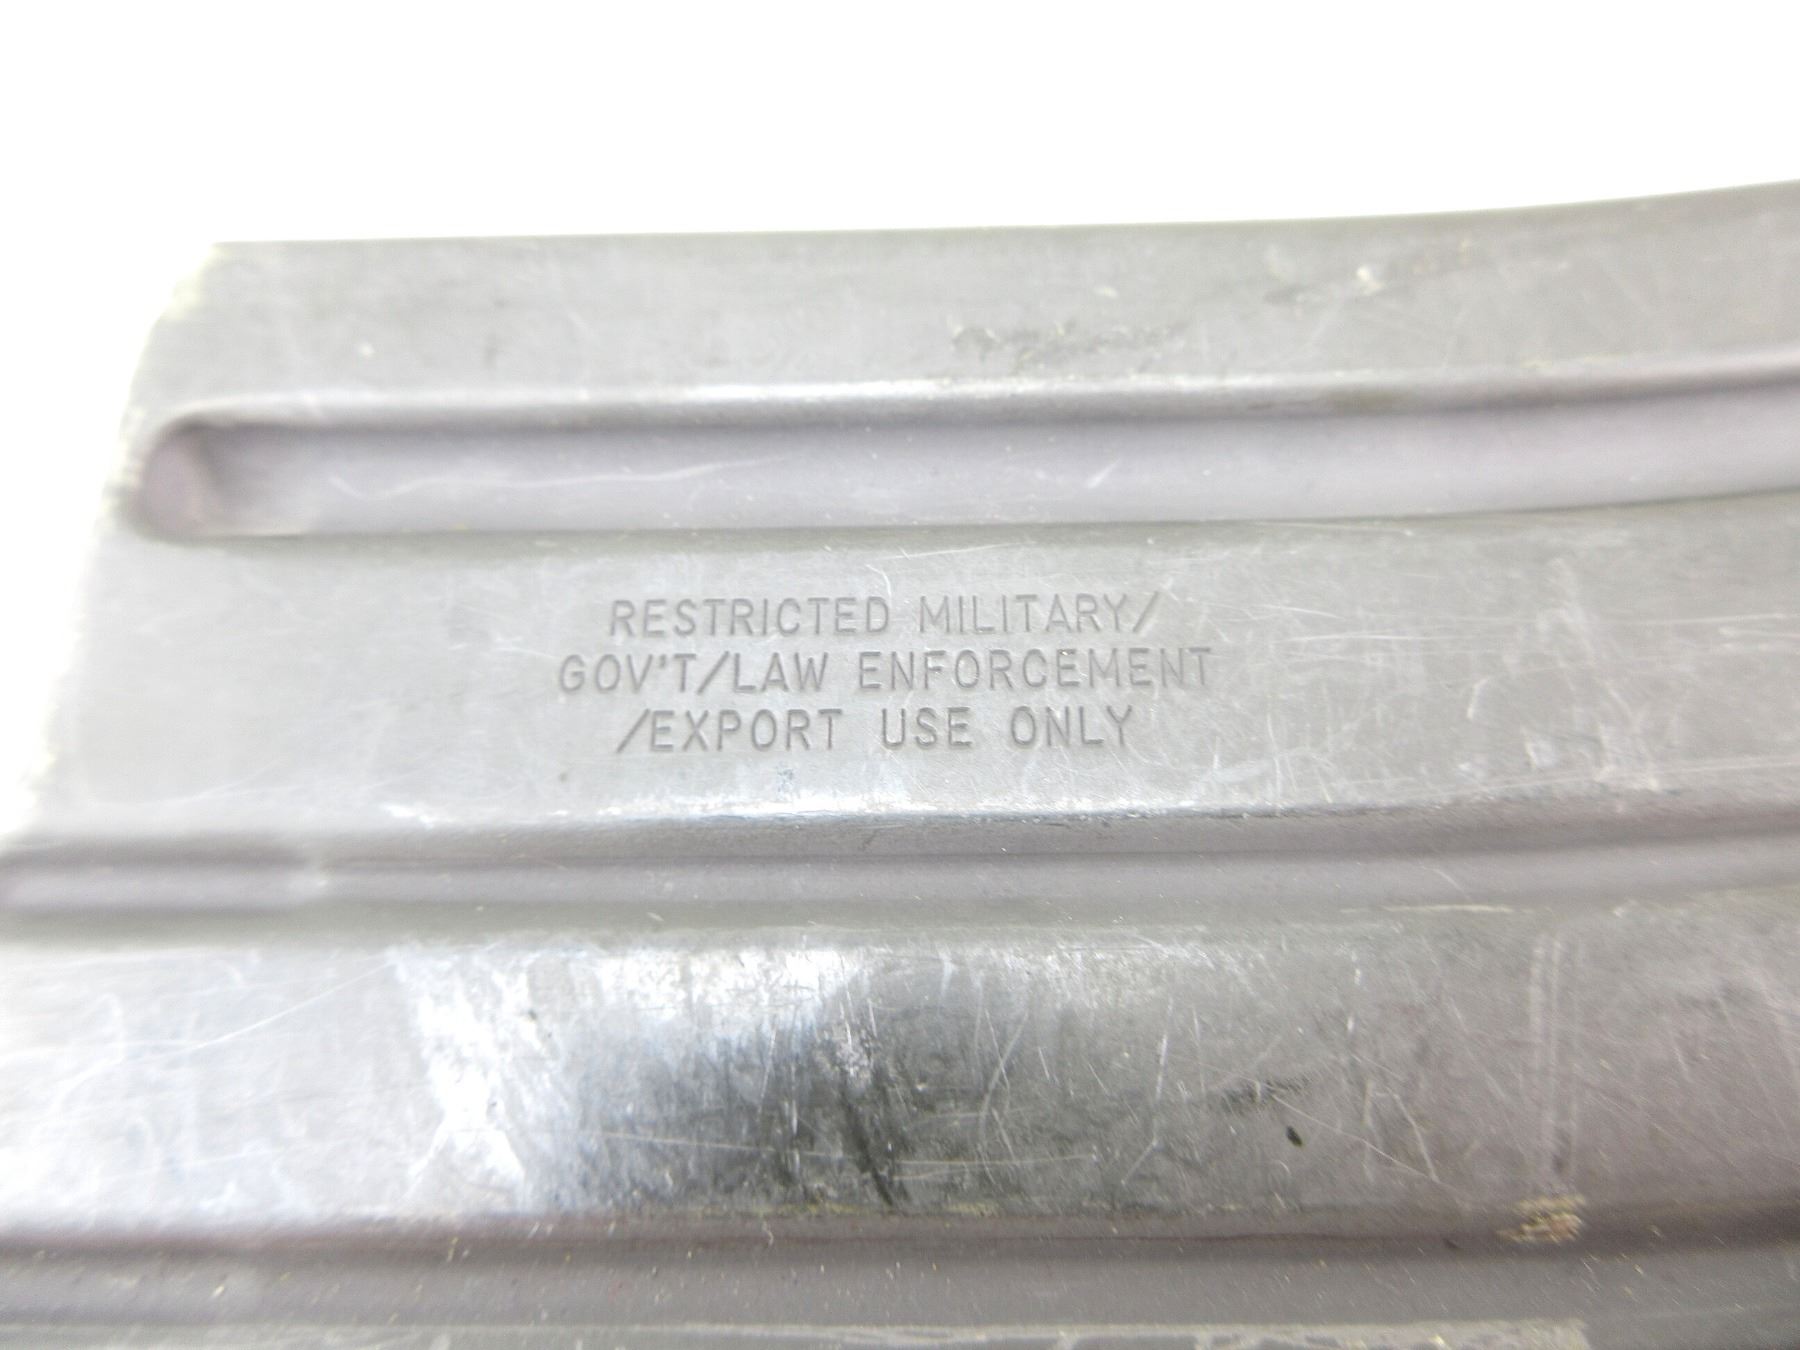 RESTRICTED MILITARY/
GOV'T/LAW ENFORCEMENT
/EXPORT USE ONLY